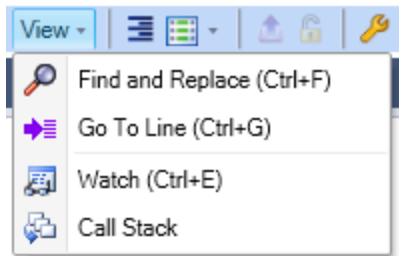 View
Find and Replace (Ctrl+F)
Go To Line (Ctrl+G)
Watch (Ctrl+E)
Call Stack